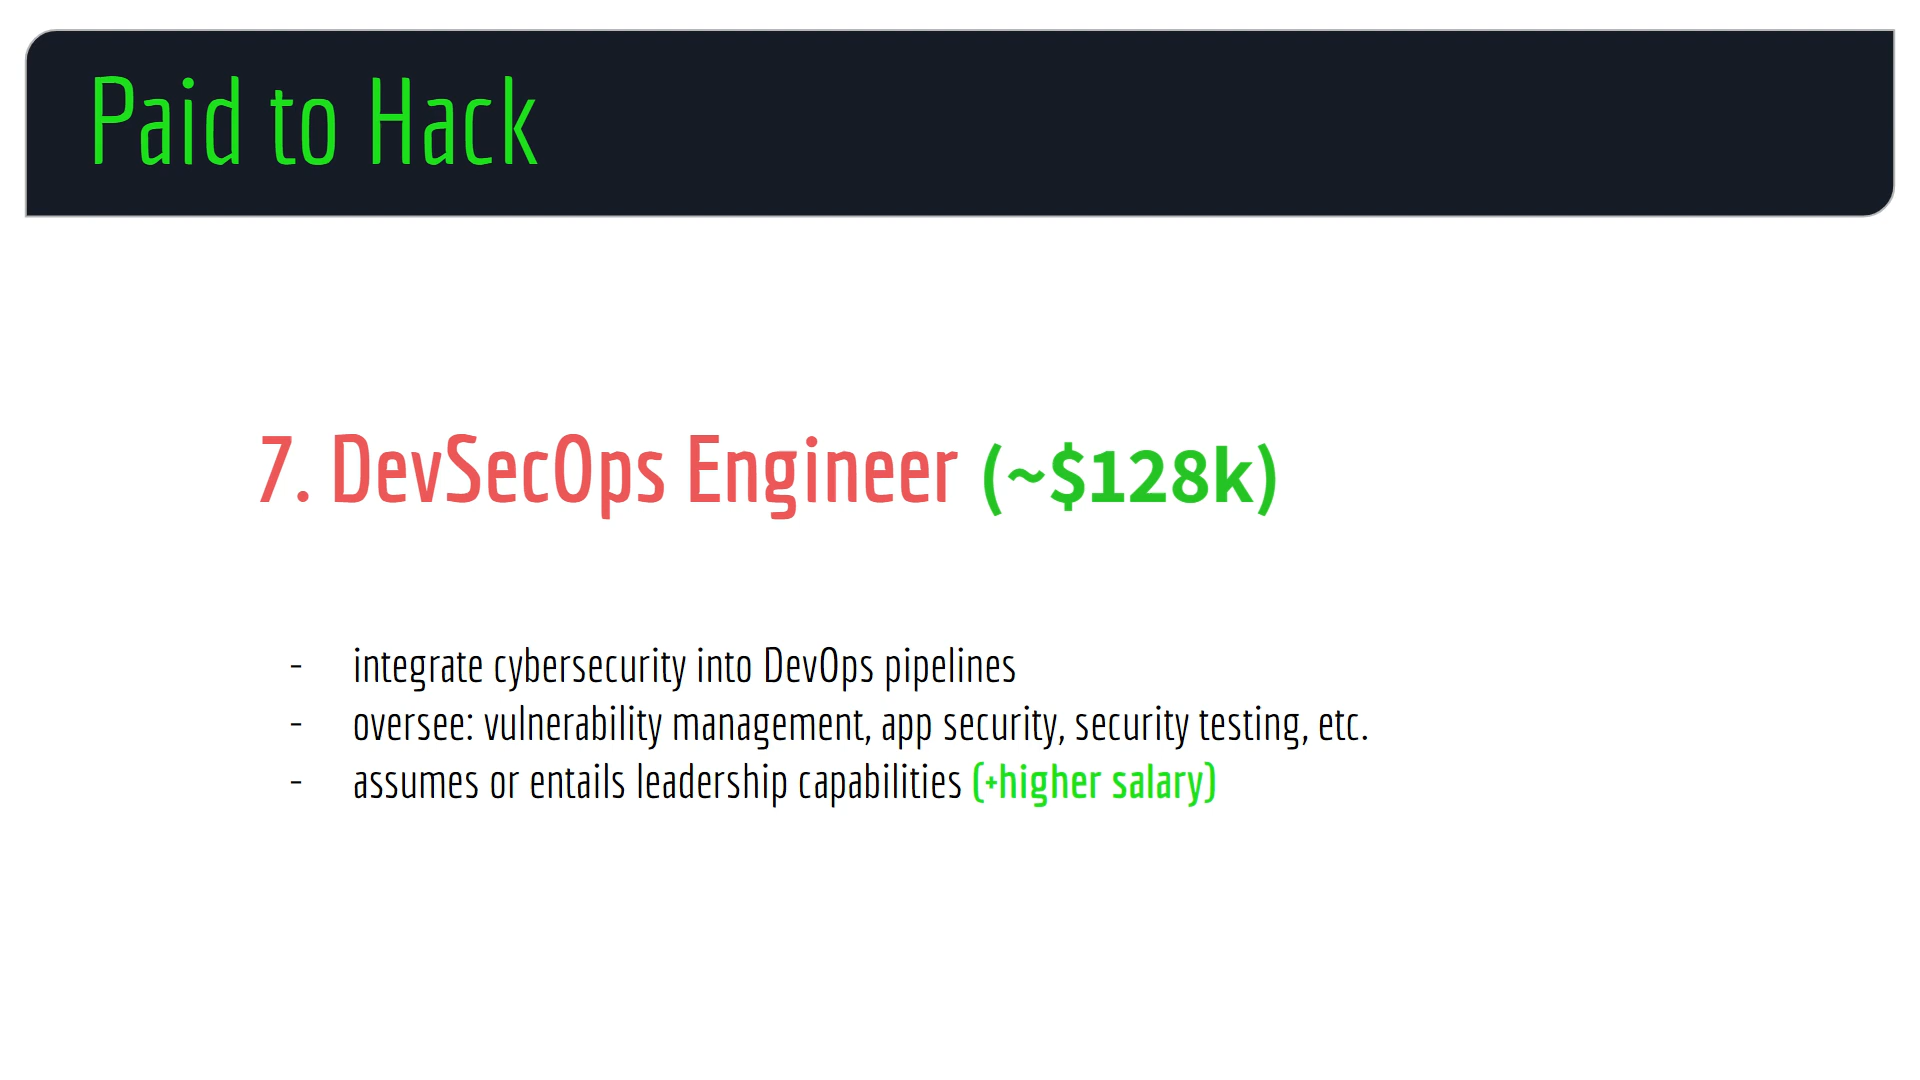 Paid to Hack
7. DevSecOps Engineer (~$128k)
- integrate cybersecurity into DevOps pipelines
- oversee: vulnerability management, app security, security testing, etc.
- assumes or entails leadership capabilities (+higher salary)